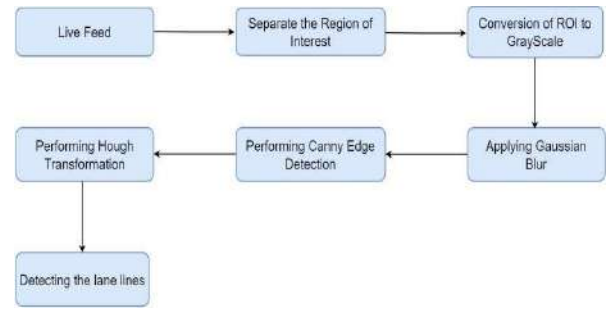 Live Feed
Separate the Region of
Interest
Conversion of ROI to
GrayScale
Applying Gaussian
Blur
Performing Canny Edge
Detection
Performing Hough
Transformation
Detecting the lane lines